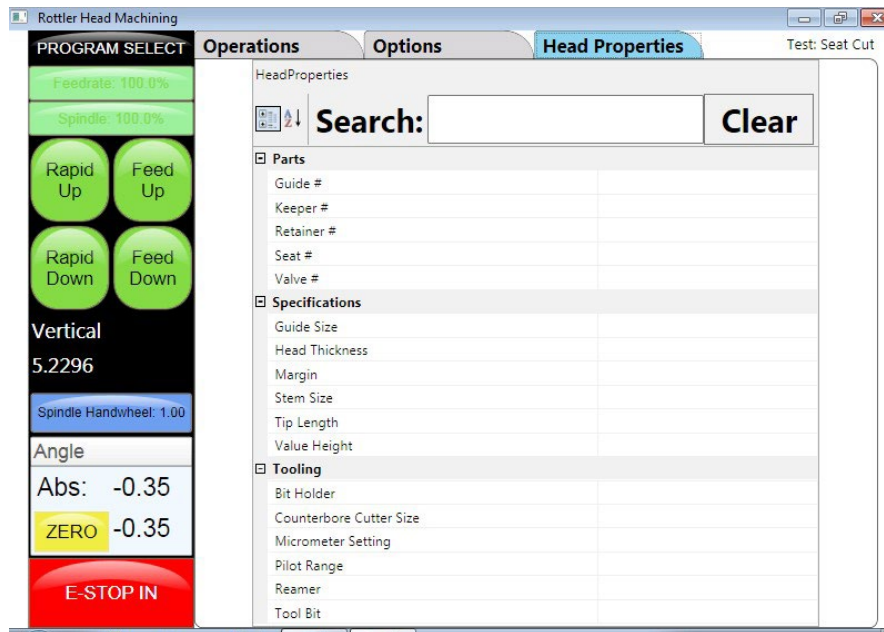 Rottler Head Machining
PROGRAM SELECT
Operations
Options
Head Properties
Test: Seat Cut
Feedrate: 100.0%
Spindle: 100.0%
Rapid Up
Feed Up
Rapid Down
Feed Down
Vertical
5.2296
Spindle Handwheel: 1.00
Angle
Abs: -0.35
ZERO -0.35
E-STOP IN
HeadProperties
Search:
Clear
Parts
Guide #
Keeper #
Retainer #
Seat #
Valve #
Specifications
Guide Size
Head Thickness
Margin
Stem Size
Tip Length
Value Height
Tooling
Bit Holder
Counterbore Cutter Size
Micrometer Setting
Pilot Range
Reamer
Tool Bit